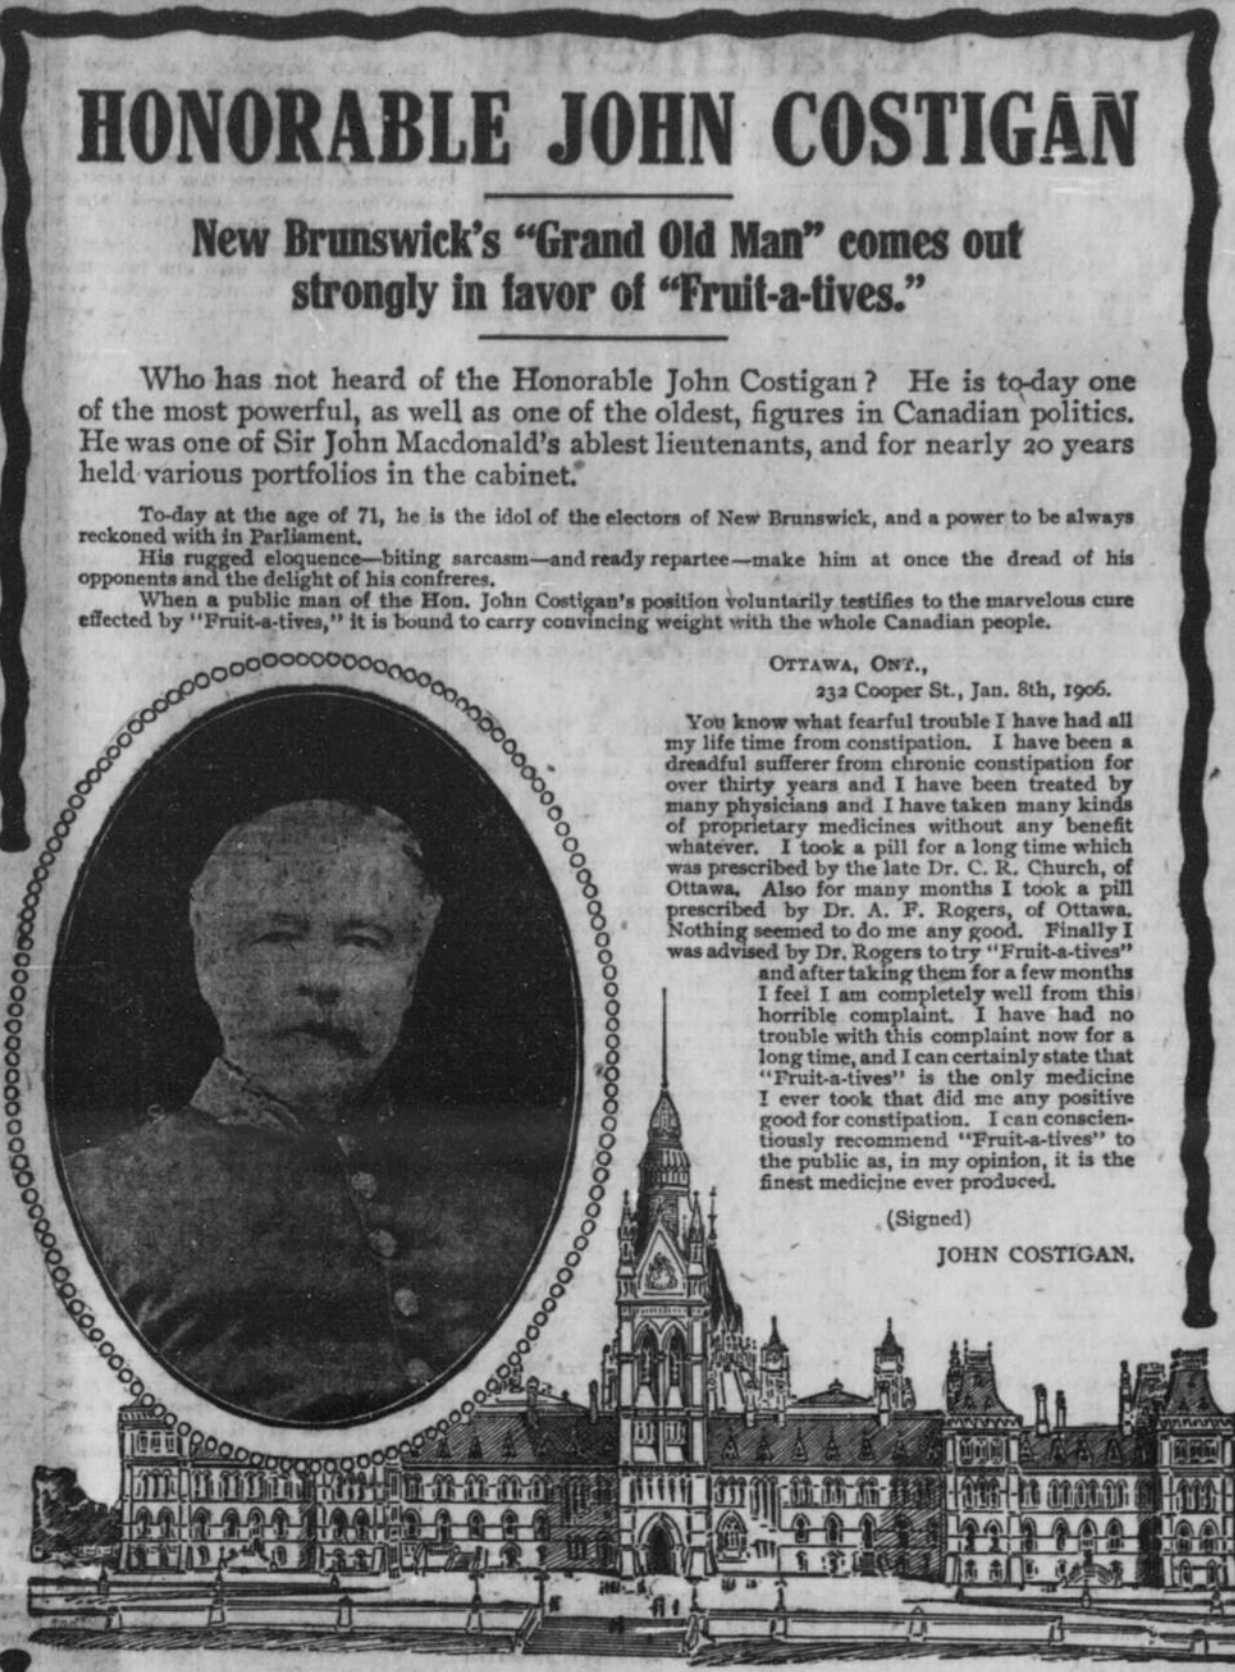 HONORABLE JOHN COSTIGAN
New Brunswick's "Grand Old Man" comes out
strongly in favor of "Fruit-a-tives."
Who has not heard of the Honorable John Costigan? He is to-day one
of the most powerful, as well as one of the oldest, figures in Canadian politics.
He was one of Sir John Macdonald's ablest lieutenants, and for nearly 20 years
held various portfolios in the cabinet.
To-day at the age of 71, he is the idol of the electors of New Brunswick, and a power to be always
reckoned with in Parliament.
His rugged eloquence—biting sarcasm—and ready repartee—make him at once the dread of his
opponents and the delight of his confreres.
When a public man of the Hon. John Costigan's position voluntarily testifies to the marvelous cure
effected by "Fruit-a-tives," it is bound to carry convincing weight with the whole Canadian people.
OTTAWA, ONT.,
232 Cooper St., Jan. 8th, 1906.
You know what fearful trouble I have had all
my life time from constipation. I have been a
dreadful sufferer from chronic constipation for
over thirty years and I have been treated by
many physicians and I have taken many kinds
of proprietary medicines without any benefit
whatever. I took a pill for a long time which
was prescribed by the late Dr. C. R. Church, of
Ottawa. Also for many months I took a pill
prescribed by Dr. A. F. Rogers, of Ottawa.
Nothing seemed to do me any good. Finally I
was advised by Dr. Rogers to try "Fruit-a-tives"
and after taking them for a few months
I feel I am completely well from this
horrible complaint. I have had no
trouble with this complaint now for a
long time, and I can certainly state that
"Fruit-a-tives" is the only medicine
I ever took that did me any positive
good for constipation. I can conscien-
tiously recommend "Fruit-a-tives" to
the public as, in my opinion, it is the
finest medicine ever produced.
(Signed)
JOHN COSTIGAN.